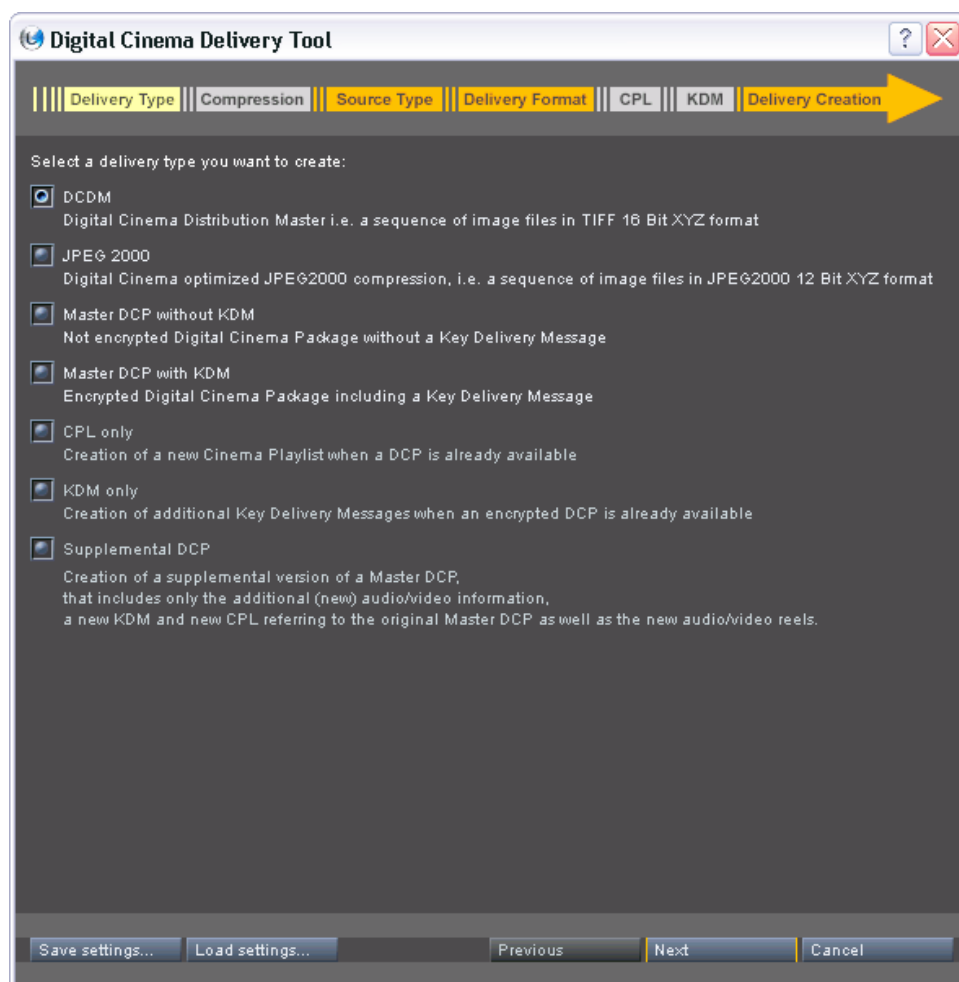 Digital Cinema Delivery Tool
?
Delivery Type Compression Source Type Delivery Format CPL KDM Delivery Creation
Select a delivery type you want to create:
DCDM
Digital Cinema Distribution Master i.e. a sequence of image files in TIFF 16 Bit XYZ format
JPEG 2000
Digital Cinema optimized JPEG2000 compression, i.e. a sequence of image files in JPEG2000 12 Bit XYZ format
Master DCP without KDM
Not encrypted Digital Cinema Package without a Key Delivery Message
Master DCP with KDM
Encrypted Digital Cinema Package including a Key Delivery Message
CPL only
Creation of a new Cinema Playlist when a DCP is already available
KDM only
Creation of additional Key Delivery Messages when an encrypted DCP is already available
Supplemental DCP
Creation of a supplemental version of a Master DCP,
that includes only the additional (new) audio/video information,
a new KDM and new CPL referring to the original Master DCP as well as the new audio/video reels.
Save settings... Load settings... Previous Next Cancel